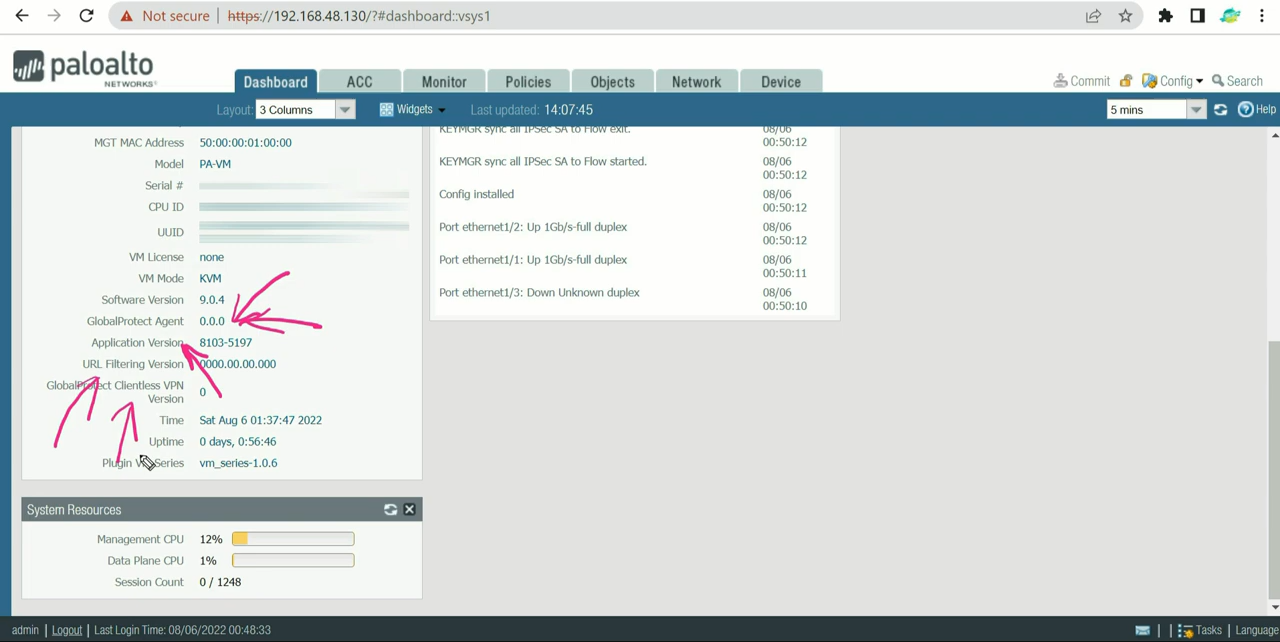 Not secure | https://192.168.48.130/?#dashboard::vsys1
paloalto
NETWORKS®
Dashboard
ACC
Monitor
Policies
Objects
Network
Device
Commit
Config
Search
Layout: 3 Columns
Widgets
Last updated: 14:07:45
5 mins
Help
MGT MAC Address 50:00:00:01:00:00
Model PA-VM
Serial #
CPU ID
UUID
VM License none
VM Mode KVM
Software Version 9.0.4
GlobalProtect Agent 0.0.0
Application Version 8103-5197
URL Filtering Version 0000.00.00.000
GlobalProtect Clientless VPN
Version 0
Time Sat Aug 6 01:37:47 2022
Uptime 0 days, 0:56:46
Plugin VM-Series vm_series-1.0.6
KEYMGR sync all IPSec SA to Flow exit. 08/06
00:50:12
KEYMGR sync all IPSec SA to Flow started. 08/06
00:50:12
Config installed 08/06
00:50:12
Port ethernet1/2: Up 1Gb/s-full duplex 08/06
00:50:12
Port ethernet1/1: Up 1Gb/s-full duplex 08/06
00:50:11
Port ethernet1/3: Down Unknown duplex 08/06
00:50:10
System Resources
Management CPU 12%
Data Plane CPU 1%
Session Count 0 / 1248
admin | Logout | Last Login Time: 08/06/2022 00:48:33
Tasks | Language